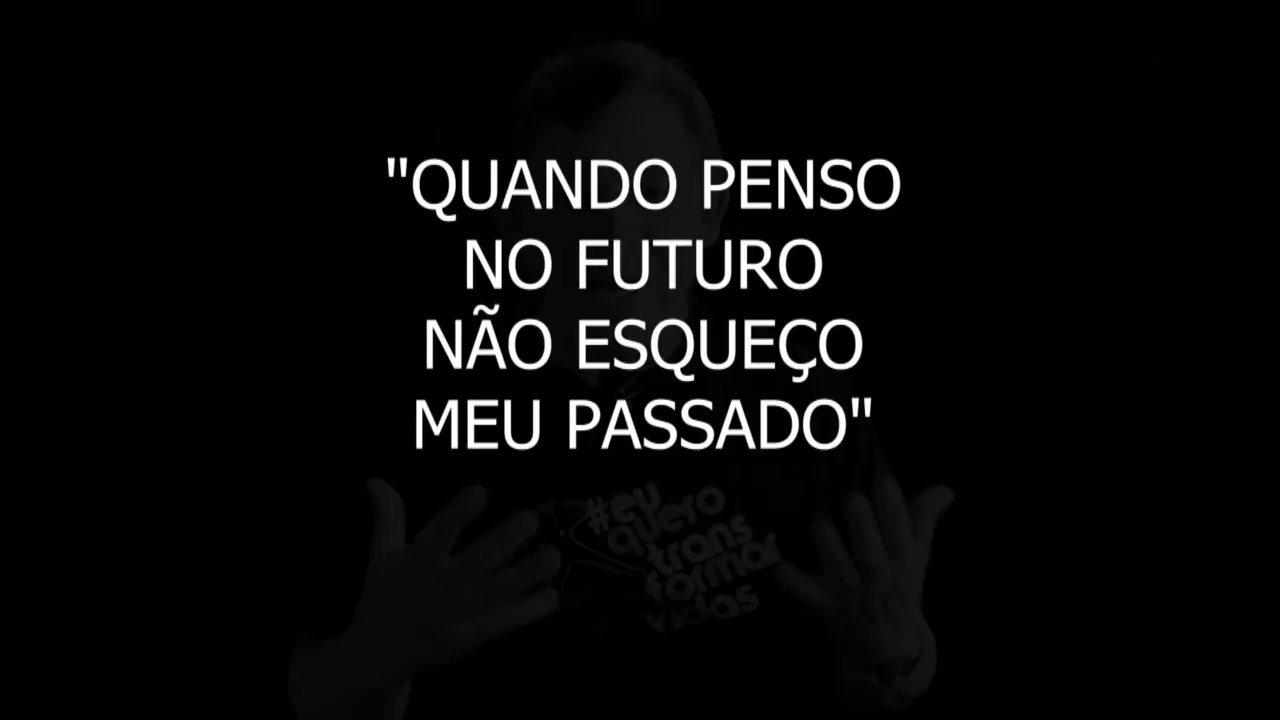 "QUANDO PENSO
NO FUTURO
NÃO ESQUEÇO
MEU PASSADO"
#eu
quero
trans
formar
vidas